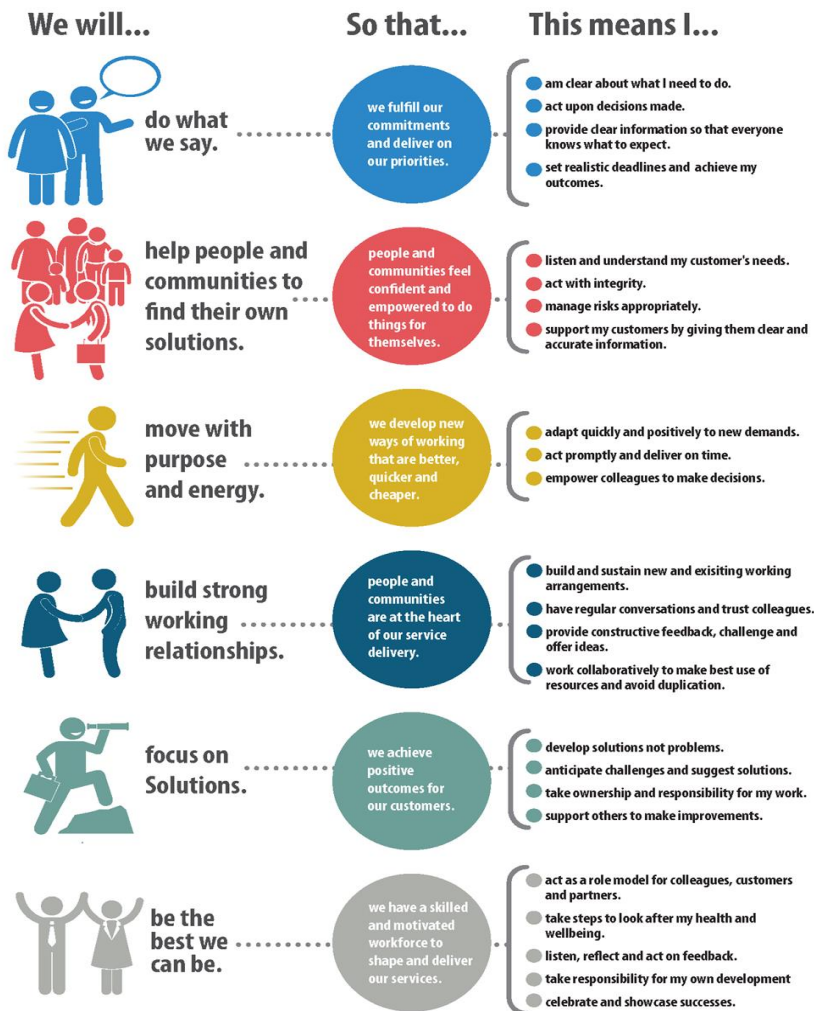 We will...
So that...
This means I...
do what
we say.
we fulfill our
commitments
and deliver on
our priorities.
am clear about what I need to do.
act upon decisions made.
provide clear information so that everyone
knows what to expect.
set realistic deadlines and achieve my
outcomes.
help people and
communities to
find their own
solutions.
people and
communities feel
confident and
empowered to do
things for
themselves.
listen and understand my customer's needs.
act with integrity.
manage risks appropriately.
support my customers by giving them clear and
accurate information.
move with
purpose
and energy.
we develop new
ways of working
that are better,
quicker and
cheaper.
adapt quickly and positively to new demands.
act promptly and deliver on time.
empower colleagues to make decisions.
build strong
working
relationships.
people and
communities
are at the heart
of our service
delivery.
build and sustain new and exisiting working
arrangements.
have regular conversations and trust colleagues.
provide constructive feedback, challenge and
offer ideas.
work collaboratively to make best use of
resources and avoid duplication.
focus on
Solutions.
we achieve
positive
outcomes for
our customers.
develop solutions not problems.
anticipate challenges and suggest solutions.
take ownership and responsibility for my work.
support others to make improvements.
be the
best we
can be.
we have a skilled
and motivated
workforce to
shape and deliver
our services.
act as a role model for colleagues, customers
and partners.
take steps to look after my health and
wellbeing.
listen, reflect and act on feedback.
take responsibility for my own development
celebrate and showcase successes.